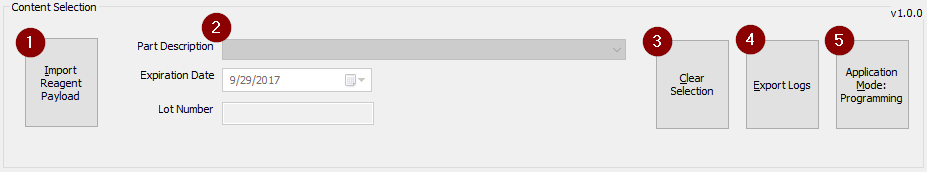 Content Selection
v1.0.0
1
Import
Reagent
Payload
2
Part Description
Expiration Date
9/29/2017
Lot Number
3
Clear
Selection
4
Export Logs
5
Application
Mode:
Programming